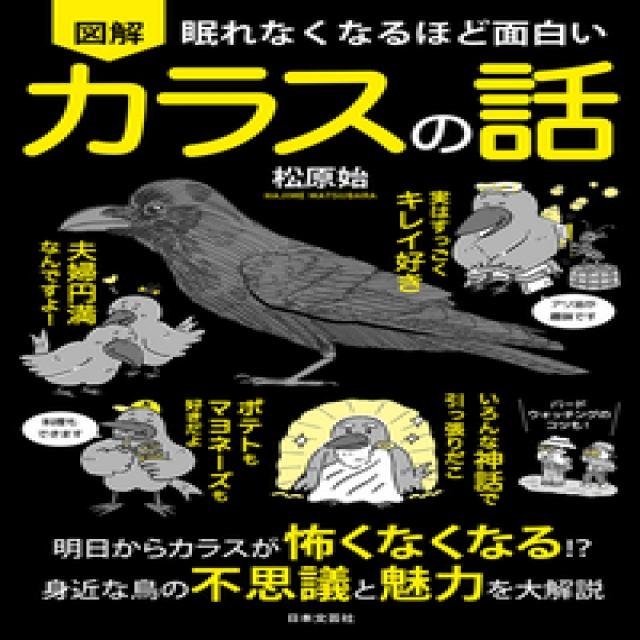 図解
眠れなくなるほど面白い
カラスの話
松原始
HAJIME MATSUBARA
実はすっごく
キレイ好き
夫婦円満
なんですよー
ポテトも
マヨネーズも
好きだよ
いろんな神話で
引っ張りだこ
バード
ウォッチングの
コツも!
料理も
できます
明日からカラスが怖くなくなる!?
身近な鳥の不思議と魅力を大解説
日本文芸社